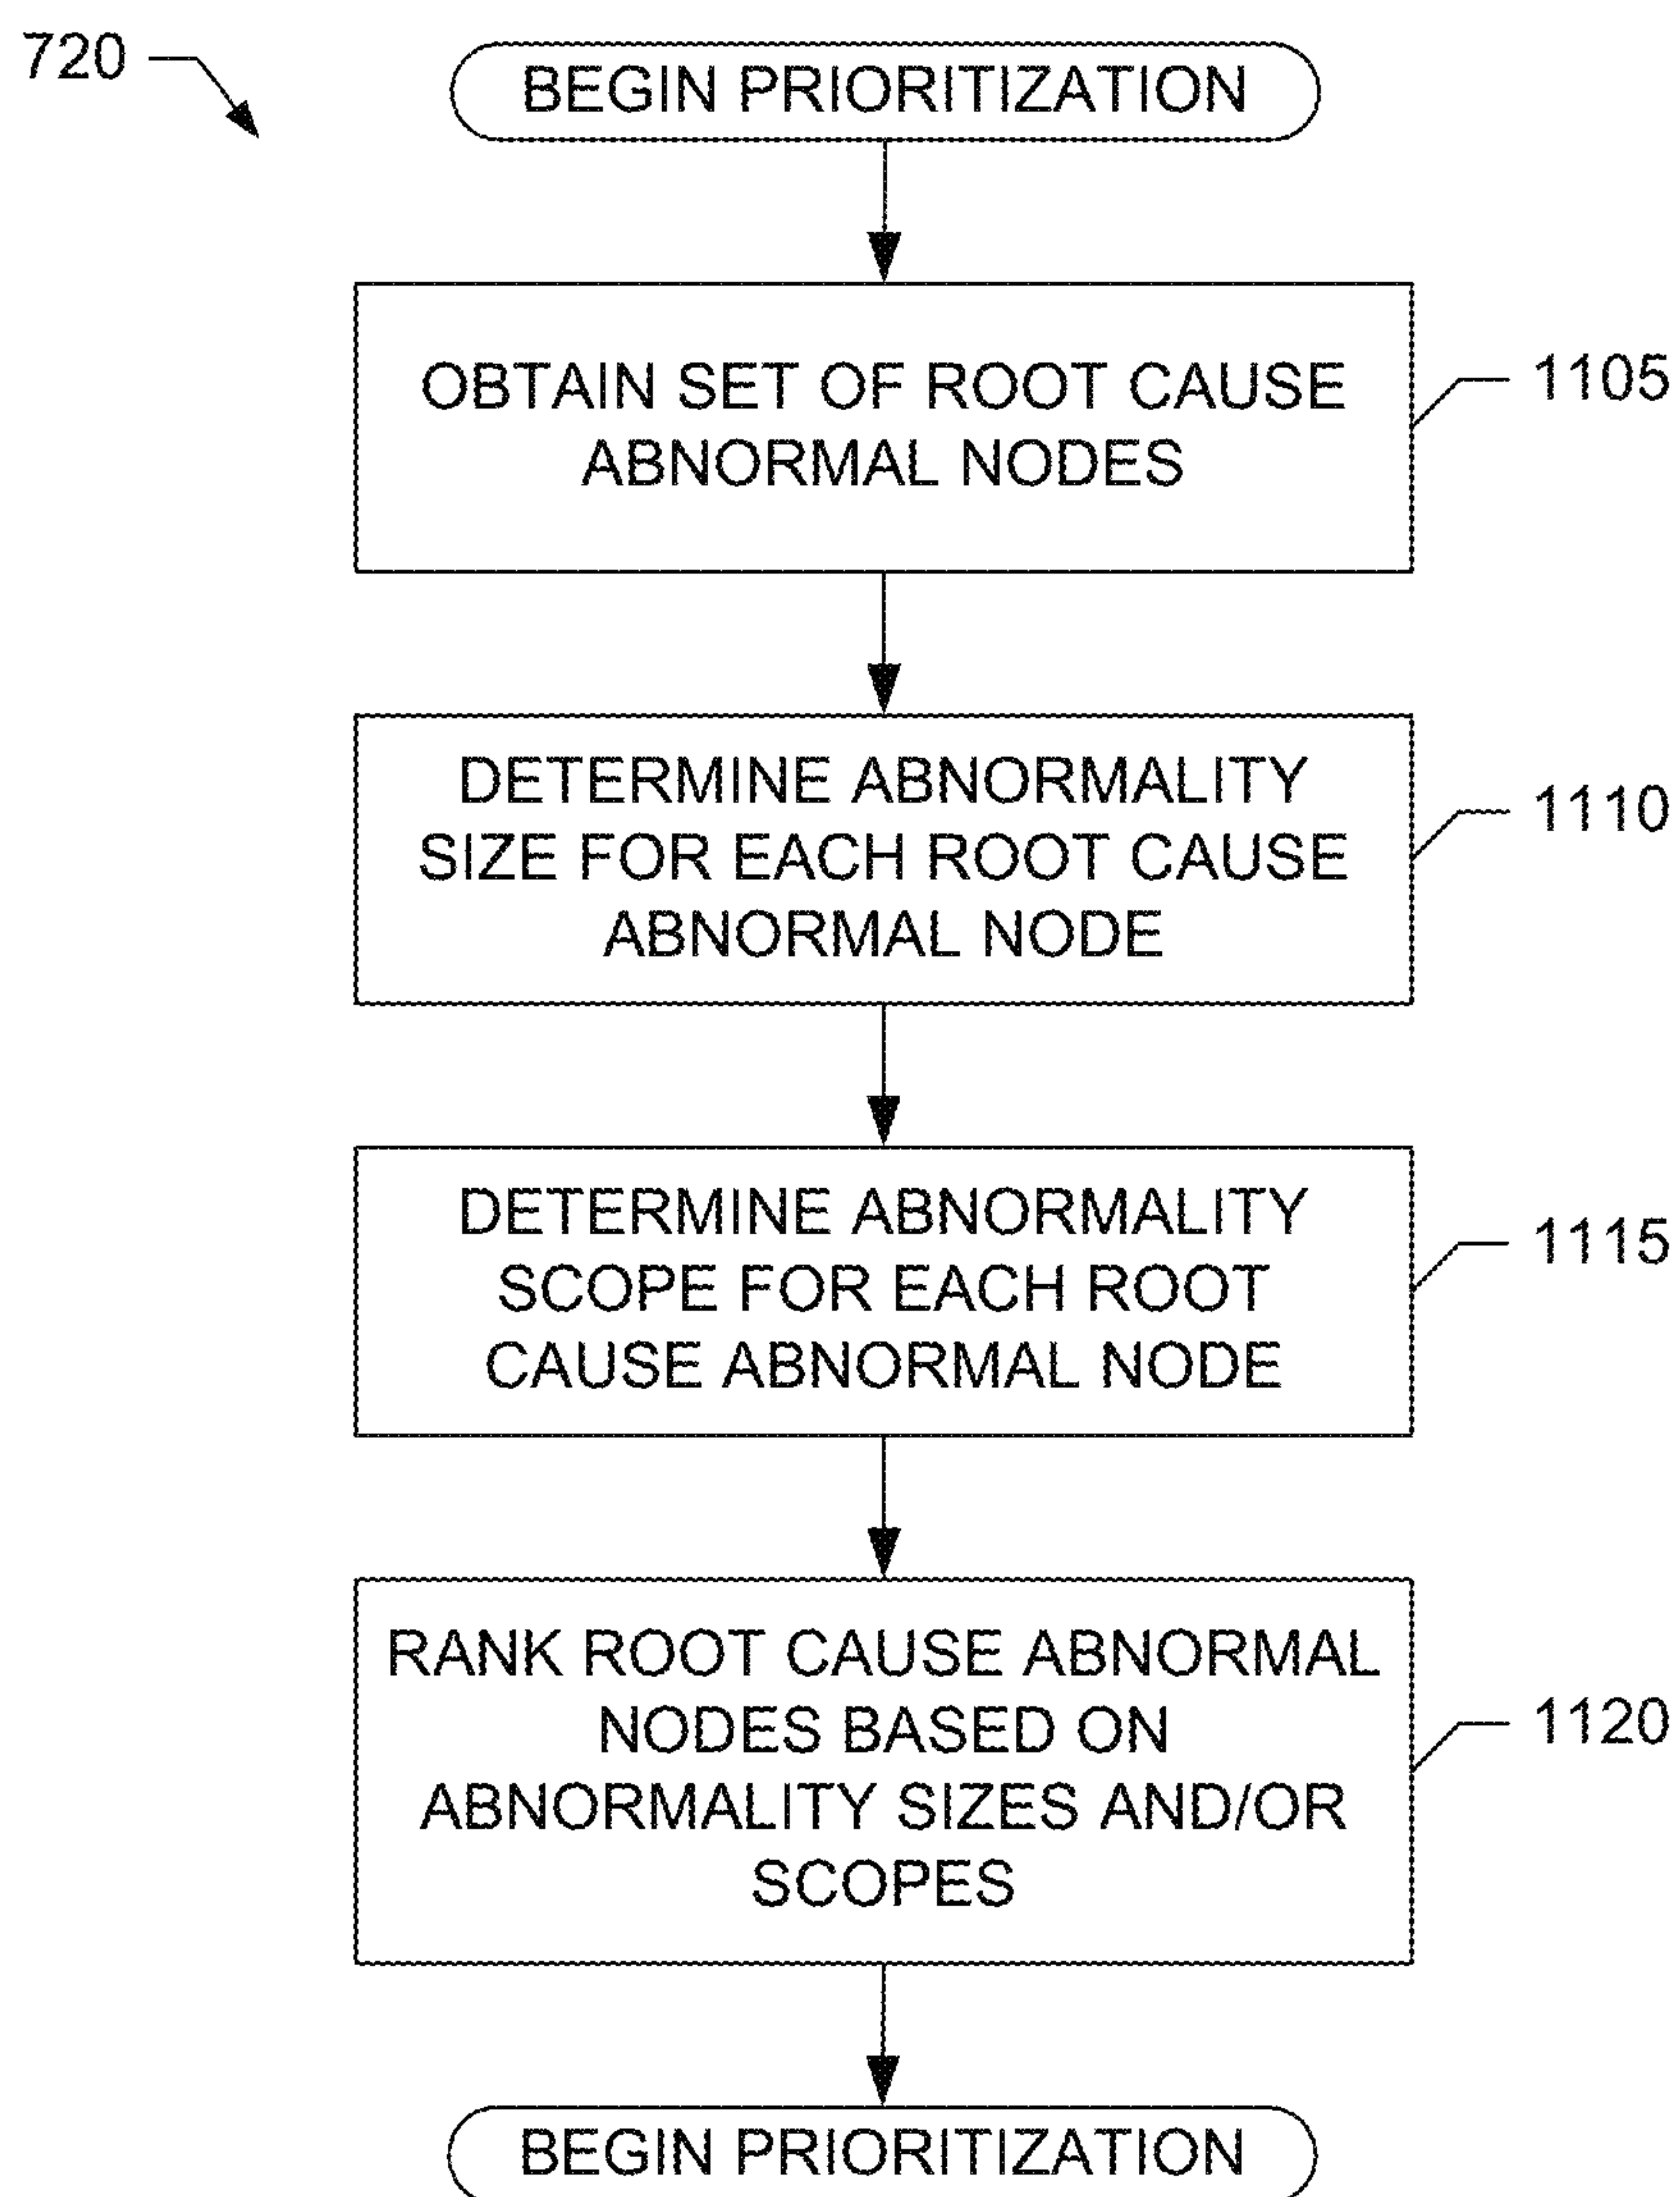 720
BEGIN PRIORITIZATION
OBTAIN SET OF ROOT CAUSE
ABNORMAL NODES
1105
DETERMINE ABNORMALITY
SIZE FOR EACH ROOT CAUSE
ABNORMAL NODE
1110
DETERMINE ABNORMALITY
SCOPE FOR EACH ROOT
CAUSE ABNORMAL NODE
1115
RANK ROOT CAUSE ABNORMAL
NODES BASED ON
ABNORMALITY SIZES AND/OR
SCOPES
1120
BEGIN PRIORITIZATION